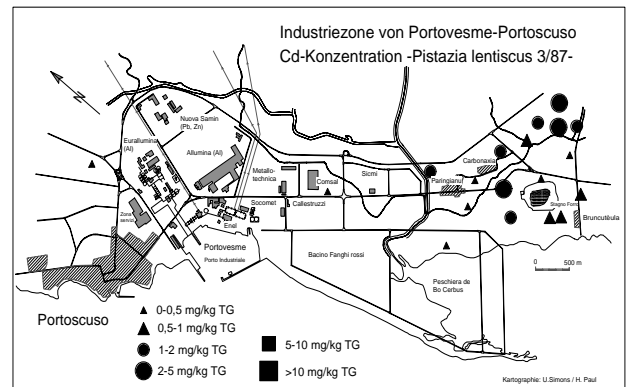 Industriezone von Portovesme-Portoscuso
Cd-Konzentration -Pistazia lentiscus 3/87-
N
Nuova Samin
(Pb, Zn)
Eurallumina
(Al)
Allumina (Al)
Metallo-
technica
Comsal
Sicmi
Carbonaxia
Paringianu
Stagno Forru
Bruncutèula
Zona
servici
Socomet
Callestruzzi
Enel
Portovesme
Porto Industriale
Bacino Fanghi rossi
Peschiera de
Bo Cerbus
0 500 m
Portoscuso
0-0,5 mg/kg TG
0,5-1 mg/kg TG
1-2 mg/kg TG
2-5 mg/kg TG
5-10 mg/kg TG
>10 mg/kg TG
Kartographie: U.Simons / H. Paul